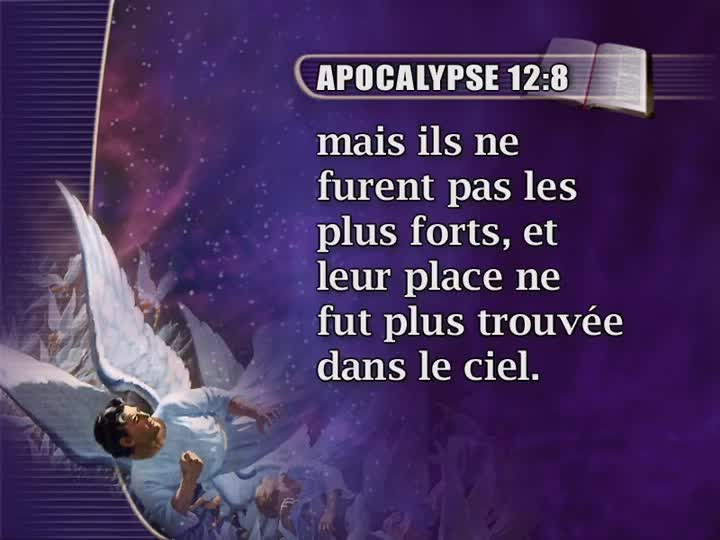 APOCALYPSE 12:8
mais ils ne
furent pas les
plus forts, et
leur place ne
fut plus trouvée
dans le ciel.